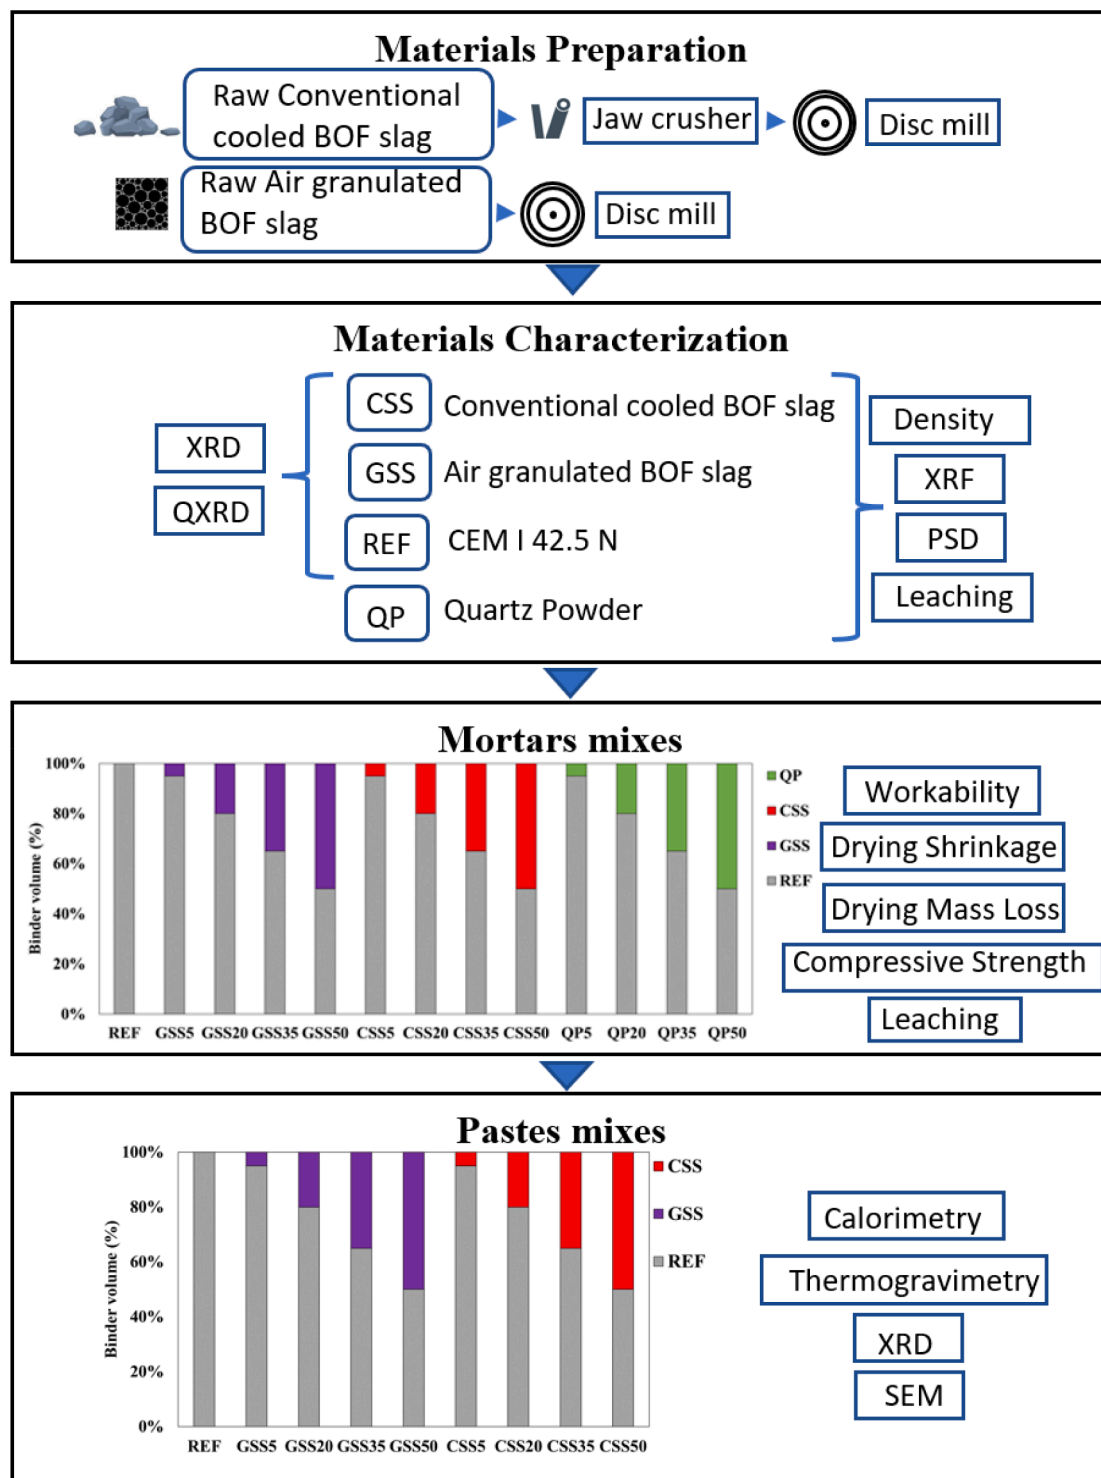 Materials Preparation
Raw Conventional
cooled BOF slag
Jaw crusher
Disc mill
Raw Air granulated
BOF slag
Disc mill
Materials Characterization
XRD
QXRD
CSS
Conventional cooled BOF slag
GSS
Air granulated BOF slag
REF
CEM I 42.5 N
QP
Quartz Powder
Density
XRF
PSD
Leaching
Mortars mixes
Binder volume (%)
100%
80%
60%
40%
20%
0%
REF GSS5 GSS20 GSS35 GSS50 CSS5 CSS20 CSS35 CSS50 QP5 QP20 QP35 QP50
QP
CSS
GSS
REF
Workability
Drying Shrinkage
Drying Mass Loss
Compressive Strength
Leaching
Pastes mixes
Binder volume (%)
100%
80%
60%
40%
20%
0%
REF GSS5 GSS20 GSS35 GSS50 CSS5 CSS20 CSS35 CSS50
CSS
GSS
REF
Calorimetry
Thermogravimetry
XRD
SEM